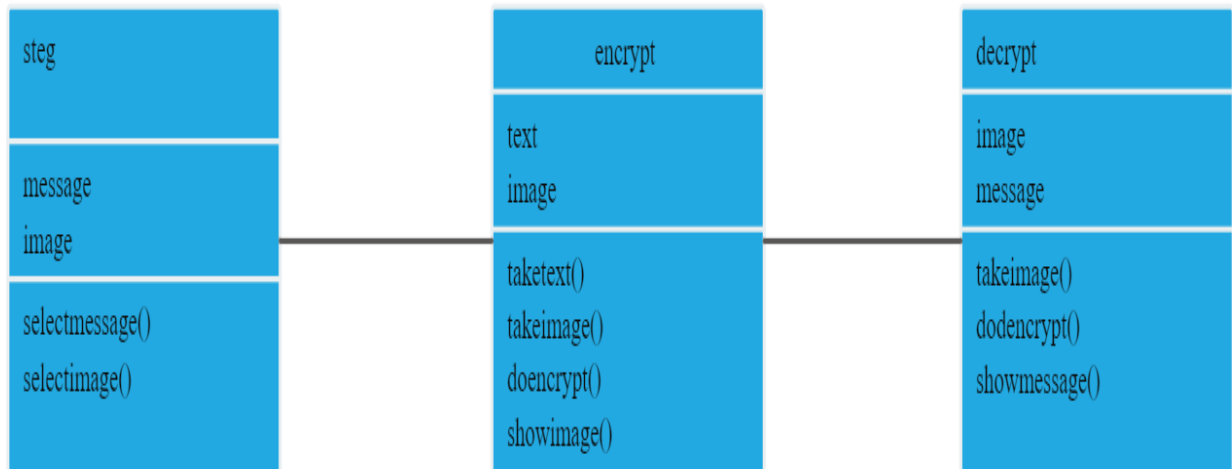 steg
message
image
selectmessage()
selectimage()
encrypt
text
image
taketext()
takeimage()
doencrypt()
showimage()
decrypt
image
message
takeimage()
dodencrypt()
showmessage()